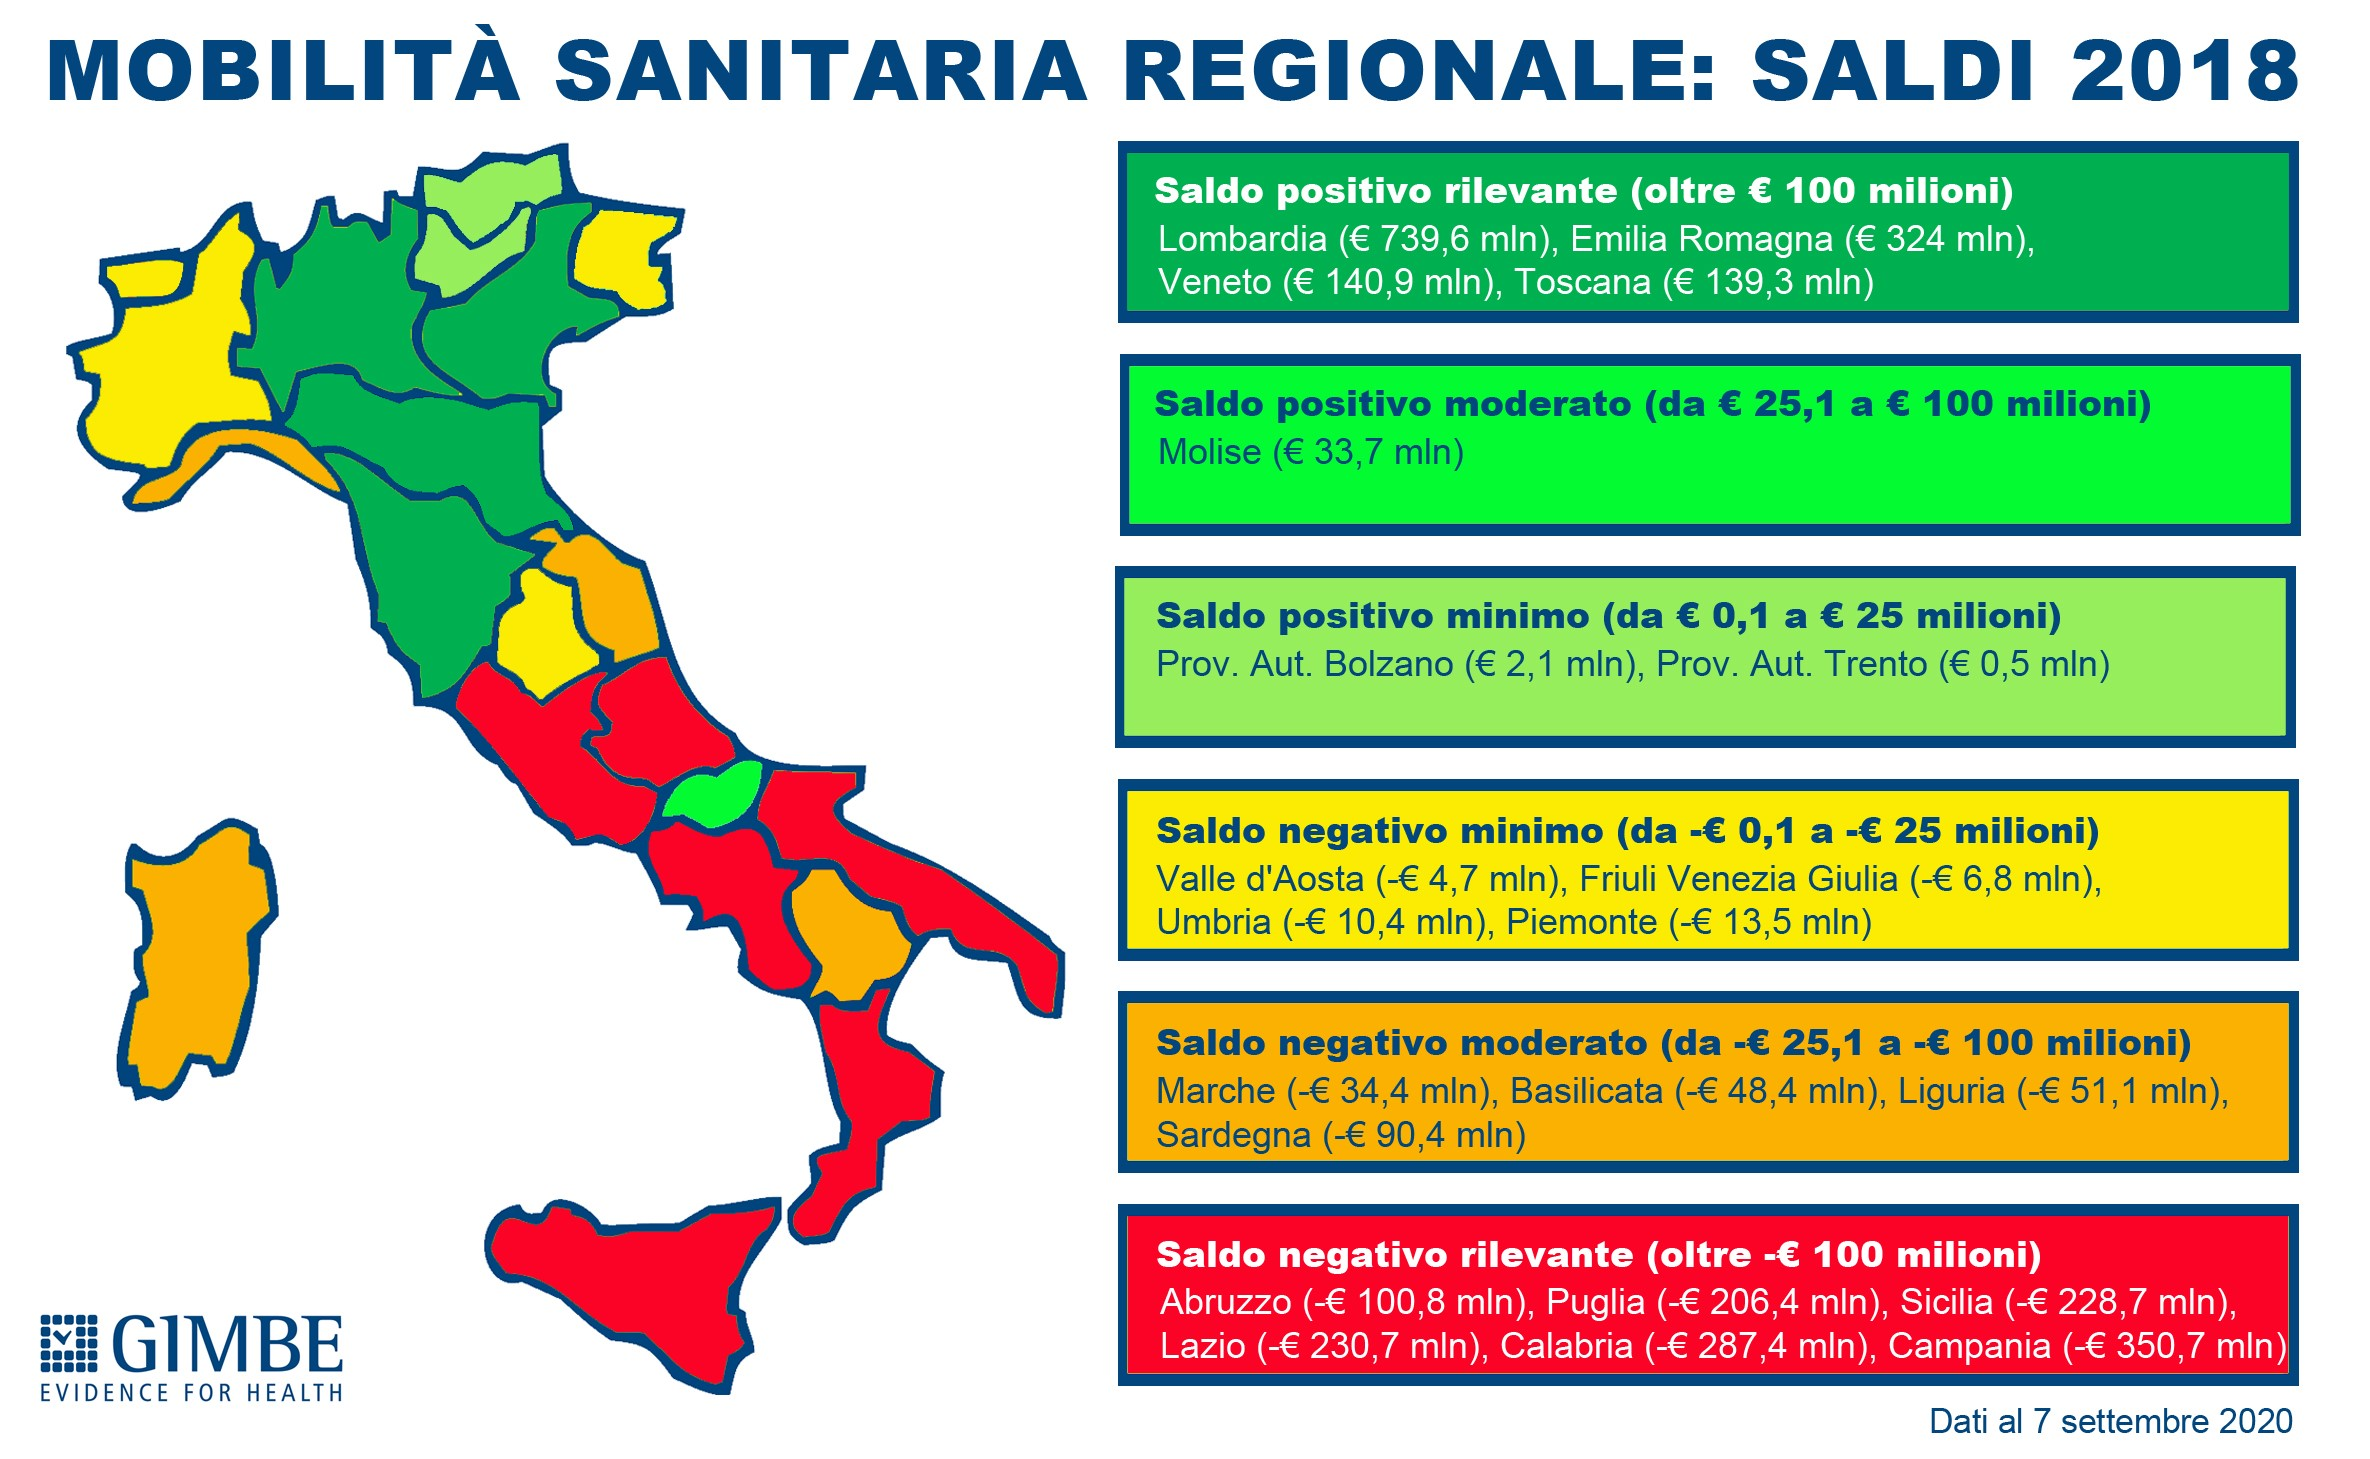 MOBILITÀ SANITARIA REGIONALE: SALDI 2018
Saldo positivo rilevante (oltre € 100 milioni)
Lombardia (€ 739,6 mln), Emilia Romagna (€ 324 mln),
Veneto (€ 140,9 mln), Toscana (€ 139,3 mln)
Saldo positivo moderato (da € 25,1 a € 100 milioni)
Molise (€ 33,7 mln)
Saldo positivo minimo (da € 0,1 a € 25 milioni)
Prov. Aut. Bolzano (€ 2,1 mln), Prov. Aut. Trento (€ 0,5 mln)
Saldo negativo minimo (da -€ 0,1 a -€ 25 milioni)
Valle d'Aosta (-€ 4,7 mln), Friuli Venezia Giulia (-€ 6,8 mln),
Umbria (-€ 10,4 mln), Piemonte (-€ 13,5 mln)
Saldo negativo moderato (da -€ 25,1 a -€ 100 milioni)
Marche (-€ 34,4 mln), Basilicata (-€ 48,4 mln), Liguria (-€ 51,1 mln),
Sardegna (-€ 90,4 mln)
Saldo negativo rilevante (oltre -€ 100 milioni)
Abruzzo (-€ 100,8 mln), Puglia (-€ 206,4 mln), Sicilia (-€ 228,7 mln),
Lazio (-€ 230,7 mln), Calabria (-€ 287,4 mln), Campania (-€ 350,7 mln)
GIMBE
EVIDENCE FOR HEALTH
Dati al 7 settembre 2020